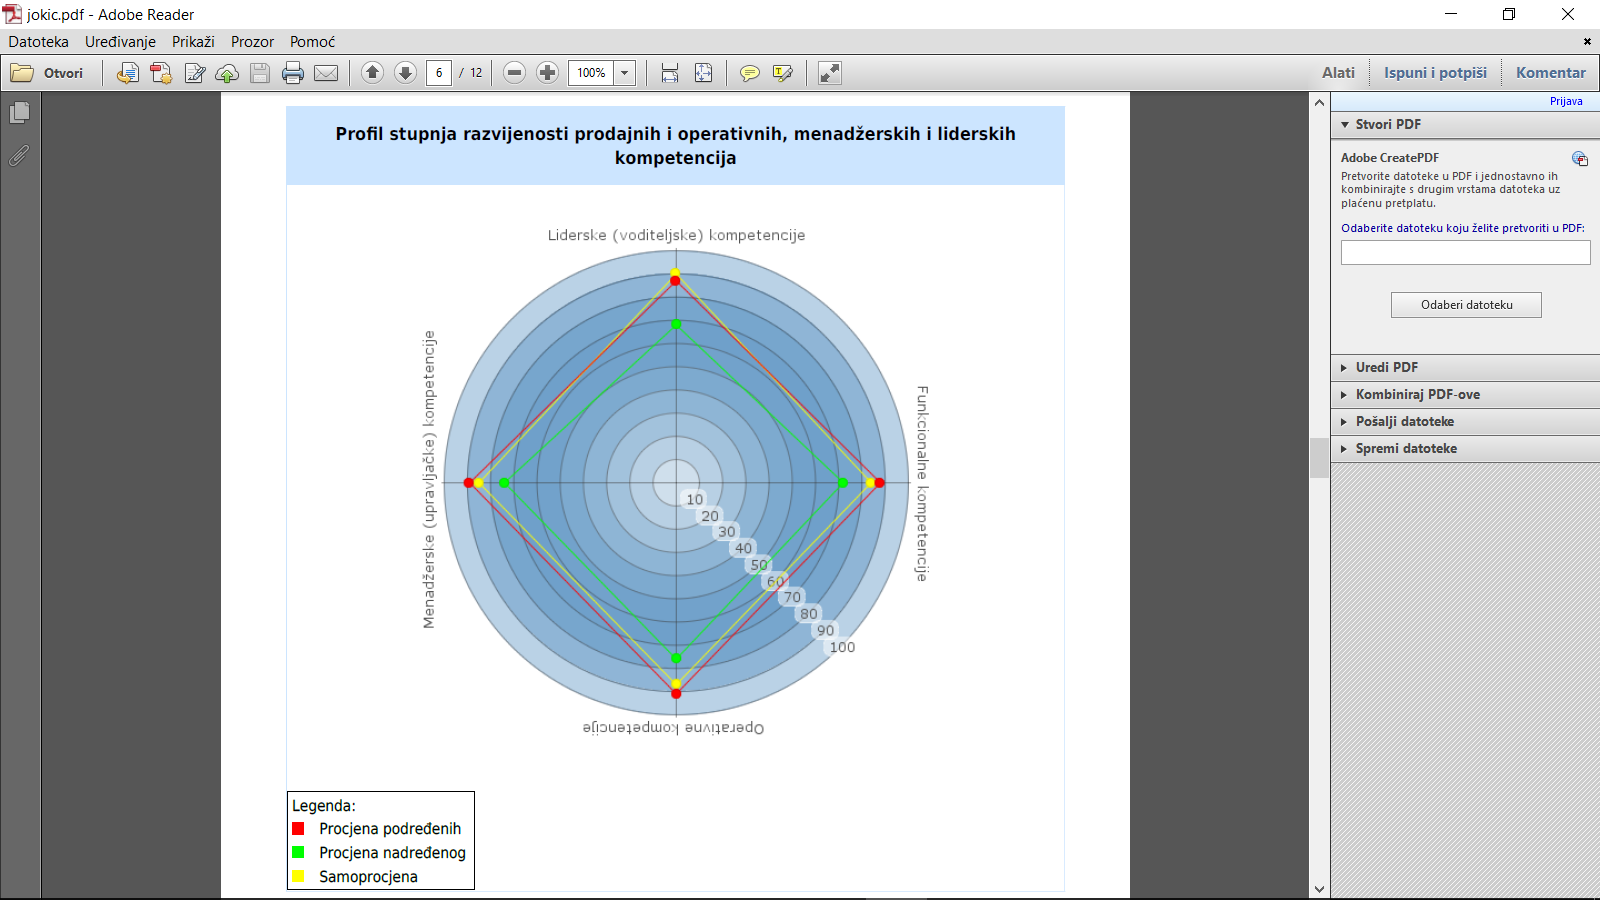 jokic.pdf - Adobe Reader
Datoteka Uređivanje Prikaži Prozor Pomoć
Otvori 6 / 12 100% Alati Ispuni i potpiši Komentar
Prijava
Stvori PDF
Adobe CreatePDF
Pretvorite datoteke u PDF i jednostavno ih
kombinirajte s drugim vrstama datoteka uz
plaćenu pretplatu.
Odaberite datoteku koju želite pretvoriti u PDF:
Odaberi datoteku
Uredi PDF
Kombiniraj PDF-ove
Pošalji datoteke
Spremi datoteke
Profil stupnja razvijenosti prodajnih i operativnih, menadžerskih i liderskih
kompetencija
Liderske (voditeljske) kompetencije
Menadžerske (upravljačke) kompetencije
Funkcionalne kompetencije
10
20
30
40
50
60
70
80
90
100
Operativne kompetencije
Legenda:
Procjena podređenih
Procjena nadređenog
Samoprocjena